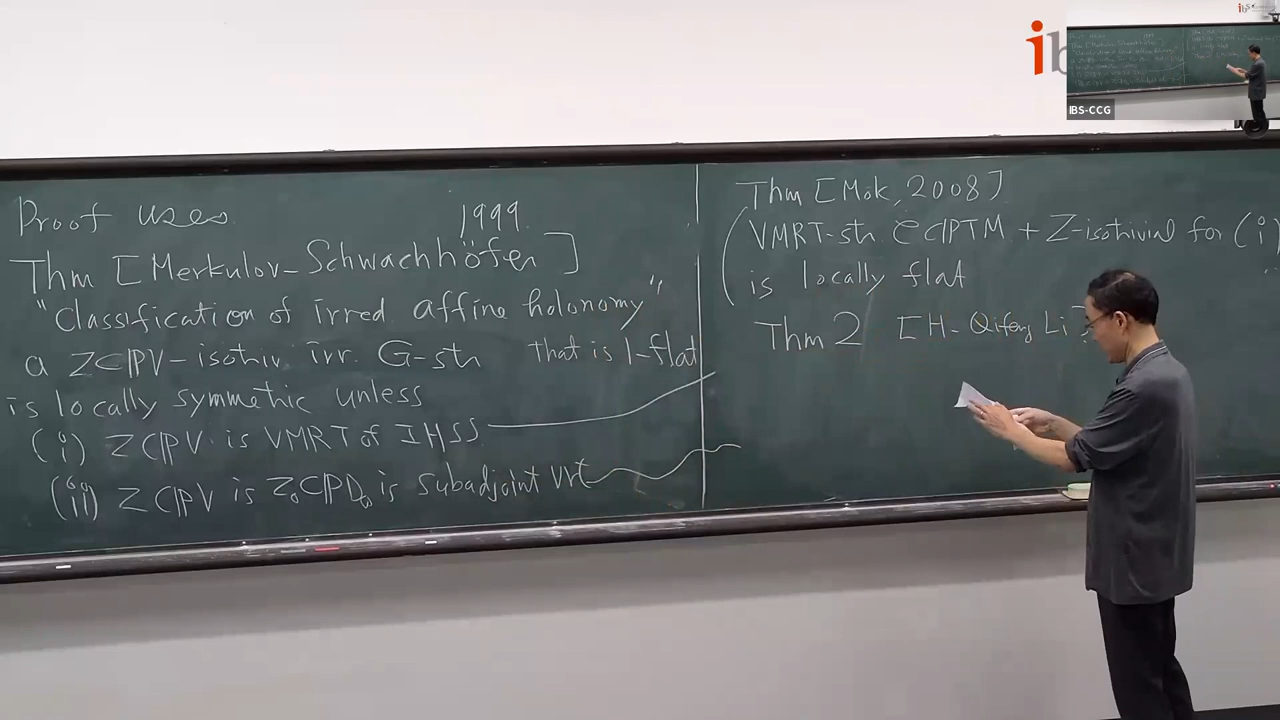 Proof uses
1999.
Thm [Merkulov-Schwachhöfer]
"Classification of irred affine holonomy"
a Z⊂PV-isotriv. irr. G-str that is 1-flat
is locally symmetric unless
(i) Z⊂PV is VMRT of IHSS
(ii) Z⊂PV is Z₀⊂PD₀ is subadjoint vrt
Thm [Mok, 2008]
VMRT-str. C⊂PTM + Z-isotrivial for (i)
is locally flat
Thm 2 [H-Qifeng Li]
ibs
IBS-CCG